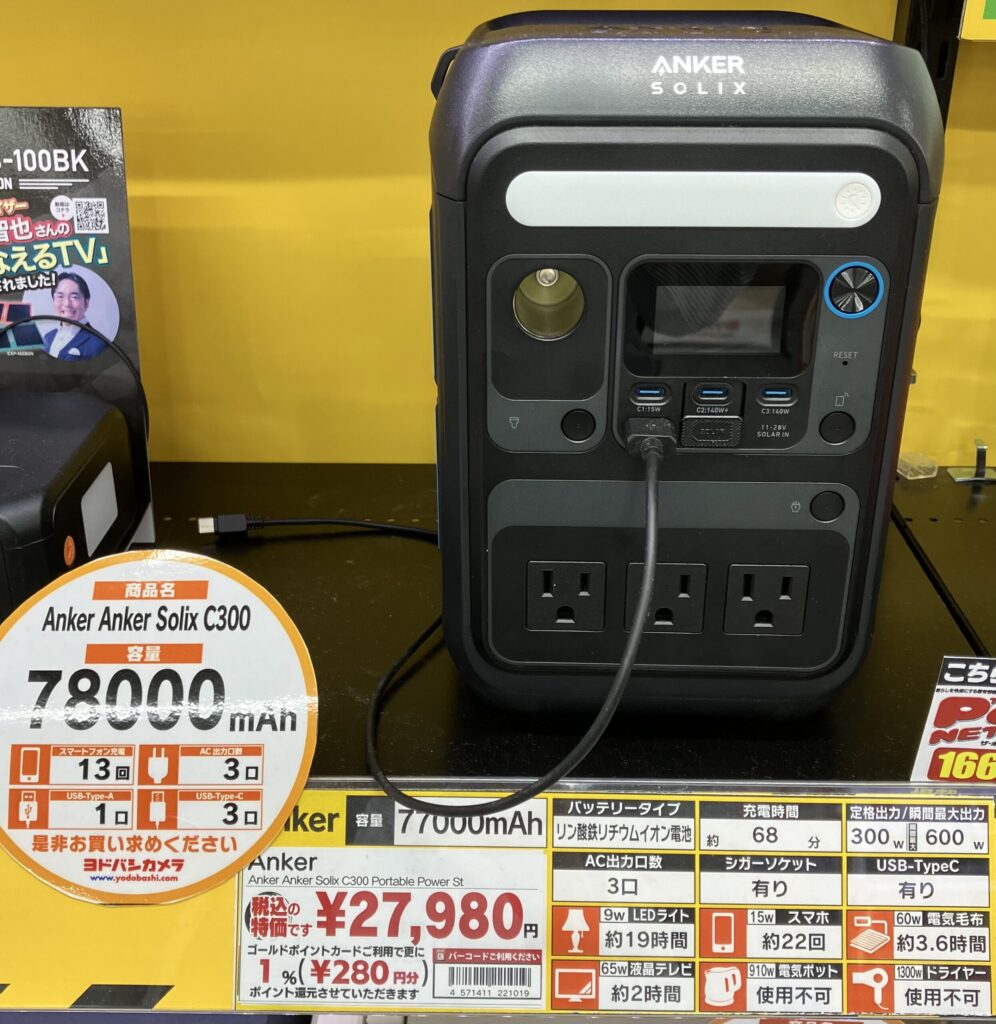 ANKER
SOLIX
-100BK
智也さんの
なえるTV」
されました!
RESET
C1:15W
C2:140W+
C3:140W
SOLAR
11-28V
SOLAR IN
商品名
Anker Anker Solix C300
容量
78000mAh
スマートフォン充電
13回
AC出力口数
3口
USB-Type-A
1口
USB-Type-C
3口
是非お買い求めください
ヨドバシカメラ
www.yodobashi.com
nker
容量
77000mAh
Anker
Anker Anker Solix C300 Portable Power St
税込の
特価です
¥27,980円
ゴールドポイントカードご利用で更に
1%(¥280円分)
ポイント還元させていただきます
バーコードご利用ください
4 571411 221019
バッテリータイプ
リン酸鉄リチウムイオン電池
充電時間
約 68 分
定格出力/瞬間最大出力
300w 瞬間最大 600w
AC出力口数
3口
シガーソケット
有り
USB-TypeC
有り
9w LEDライト
約19時間
15w スマホ
約22回
60w 電気毛布
約3.6時間
65w 液晶テレビ
約2時間
910w 電気ポット
使用不可
1300w ドライヤー
使用不可
こち
NET
166